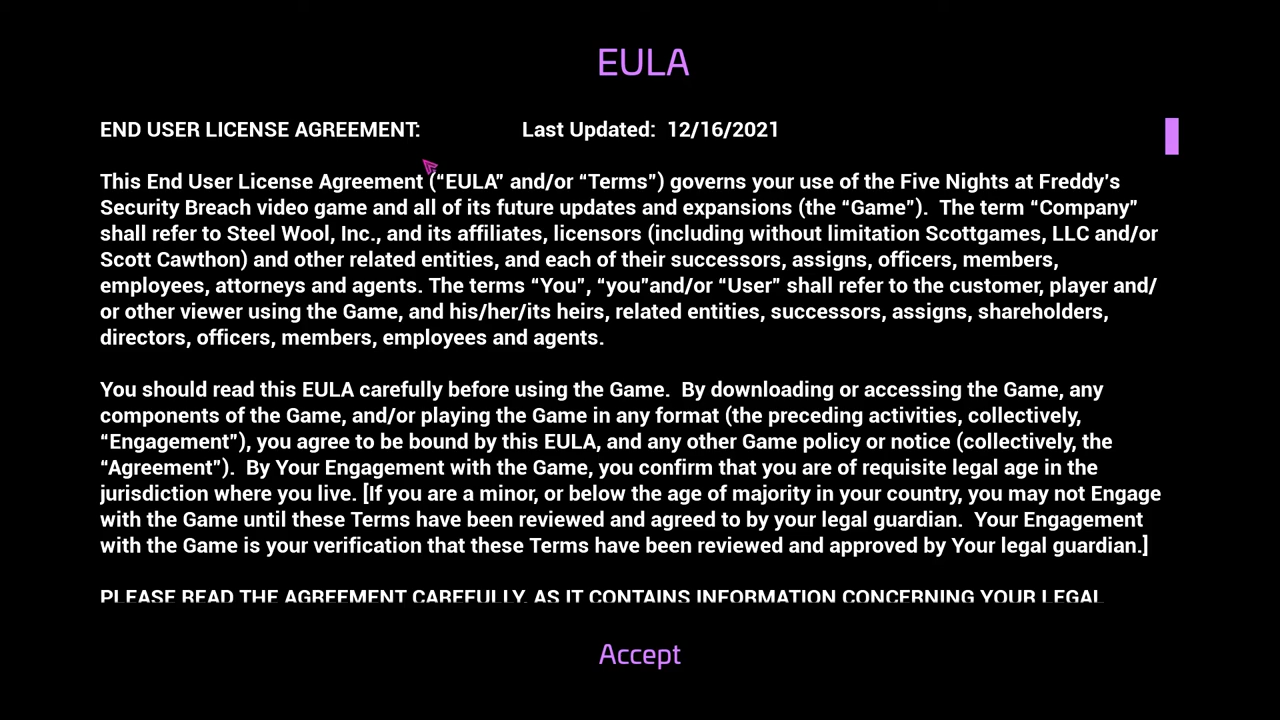 EULA
END USER LICENSE AGREEMENT: Last Updated: 12/16/2021
This End User License Agreement (“EULA” and/or “Terms”) governs your use of the Five Nights at Freddy’s
Security Breach video game and all of its future updates and expansions (the “Game”). The term “Company”
shall refer to Steel Wool, Inc., and its affiliates, licensors (including without limitation Scottgames, LLC and/or
Scott Cawthon) and other related entities, and each of their successors, assigns, officers, members,
employees, attorneys and agents. The terms “You”, “you”and/or “User” shall refer to the customer, player and/
or other viewer using the Game, and his/her/its heirs, related entities, successors, assigns, shareholders,
directors, officers, members, employees and agents.
You should read this EULA carefully before using the Game. By downloading or accessing the Game, any
components of the Game, and/or playing the Game in any format (the preceding activities, collectively,
“Engagement”), you agree to be bound by this EULA, and any other Game policy or notice (collectively, the
“Agreement”). By Your Engagement with the Game, you confirm that you are of requisite legal age in the
jurisdiction where you live. [If you are a minor, or below the age of majority in your country, you may not Engage
with the Game until these Terms have been reviewed and agreed to by your legal guardian. Your Engagement
with the Game is your verification that these Terms have been reviewed and approved by Your legal guardian.]
PLEASE READ THE AGREEMENT CAREFULLY, AS IT CONTAINS INFORMATION CONCERNING YOUR LEGAL
Accept